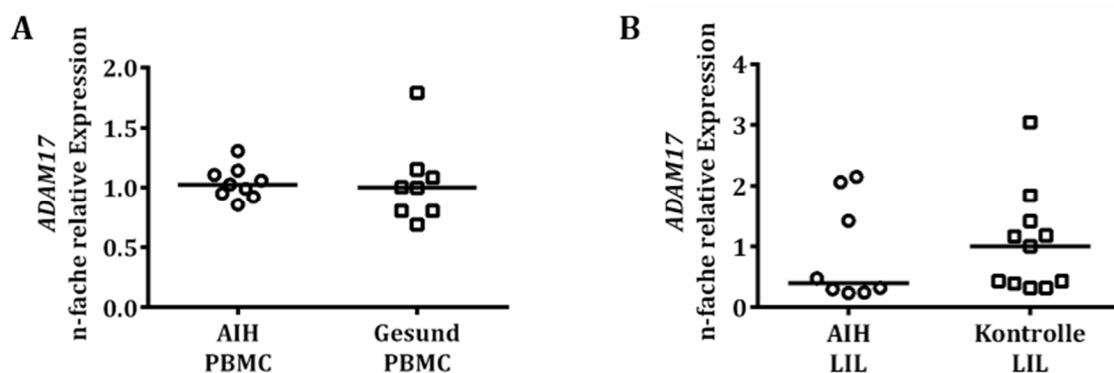 A
ADAM17
n-fache relative Expression
2.0
1.5
1.0
0.5
0.0
AIH
PBMC
Gesund
PBMC
B
ADAM17
n-fache relative Expression
4
3
2
1
0
AIH
LIL
Kontrolle
LIL